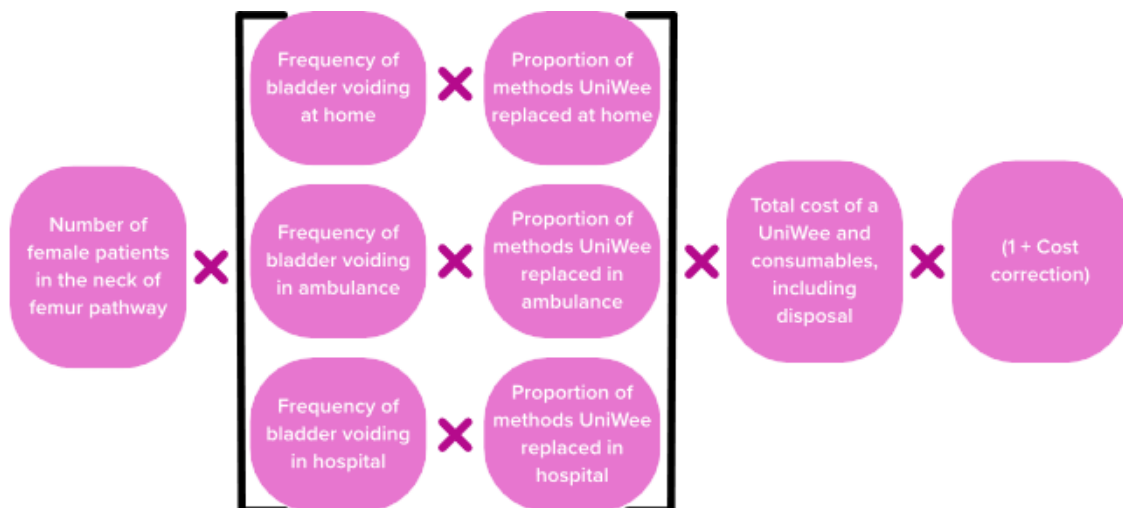 Number of
female patients
in the neck of
femur pathway
Frequency of
bladder voiding
at home
Proportion of
methods UniWee
replaced at home
Frequency of
bladder voiding
in ambulance
Proportion of
methods UniWee
replaced in
ambulance
Frequency of
bladder voiding
in hospital
Proportion of
methods UniWee
replaced in
hospital
Total cost of a
UniWee and
consumables,
including
disposal
(1 + Cost
correction)